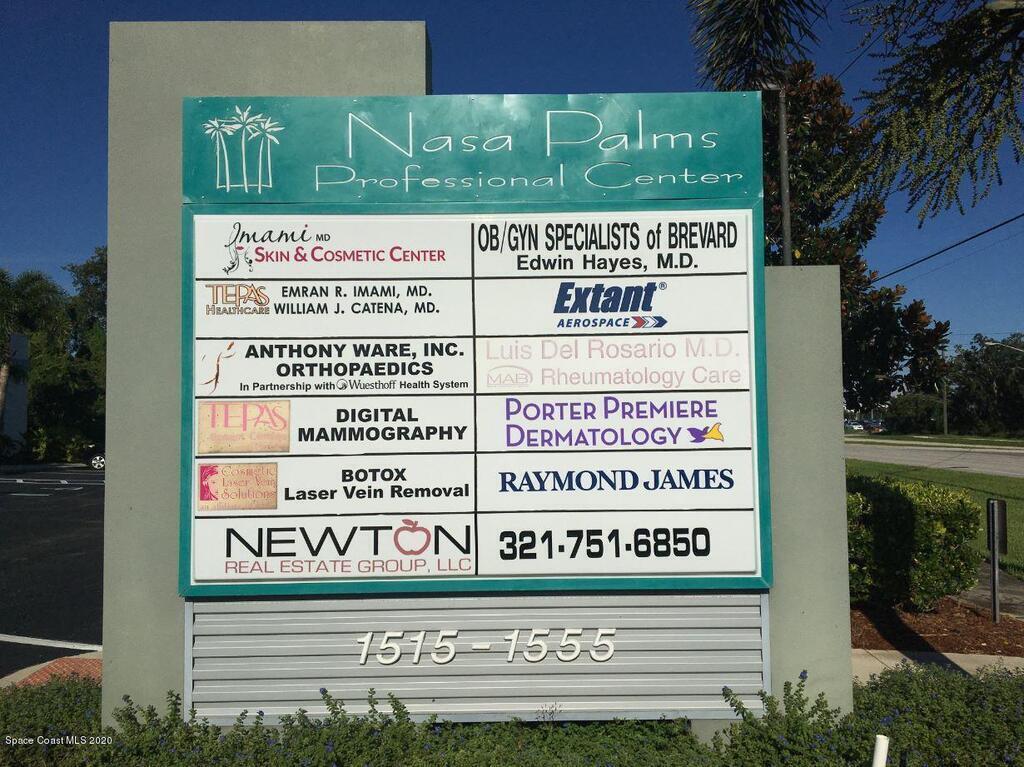 Nasa Palms
Professional Center
Imami MD
SKIN & COSMETIC CENTER
OB/GYN SPECIALISTS of BREVARD
Edwin Hayes, M.D.
TEPAS
HEALTHCARE
EMRAN R. IMAMI, MD.
WILLIAM J. CATENA, MD.
Extant®
AEROSPACE
ANTHONY WARE, INC.
ORTHOPAEDICS
In Partnership with Wuesthoff Health System
Luis Del Rosario M.D.
MAB Rheumatology Care
TEPAS
DIGITAL
MAMMOGRAPHY
PORTER PREMIERE
DERMATOLOGY
Cosmetic
Laser Vein
Solutions
BOTOX
Laser Vein Removal
RAYMOND JAMES
NEWTON
REAL ESTATE GROUP, LLC
321-751-6850
1515-1555
Space Coast MLS 2020